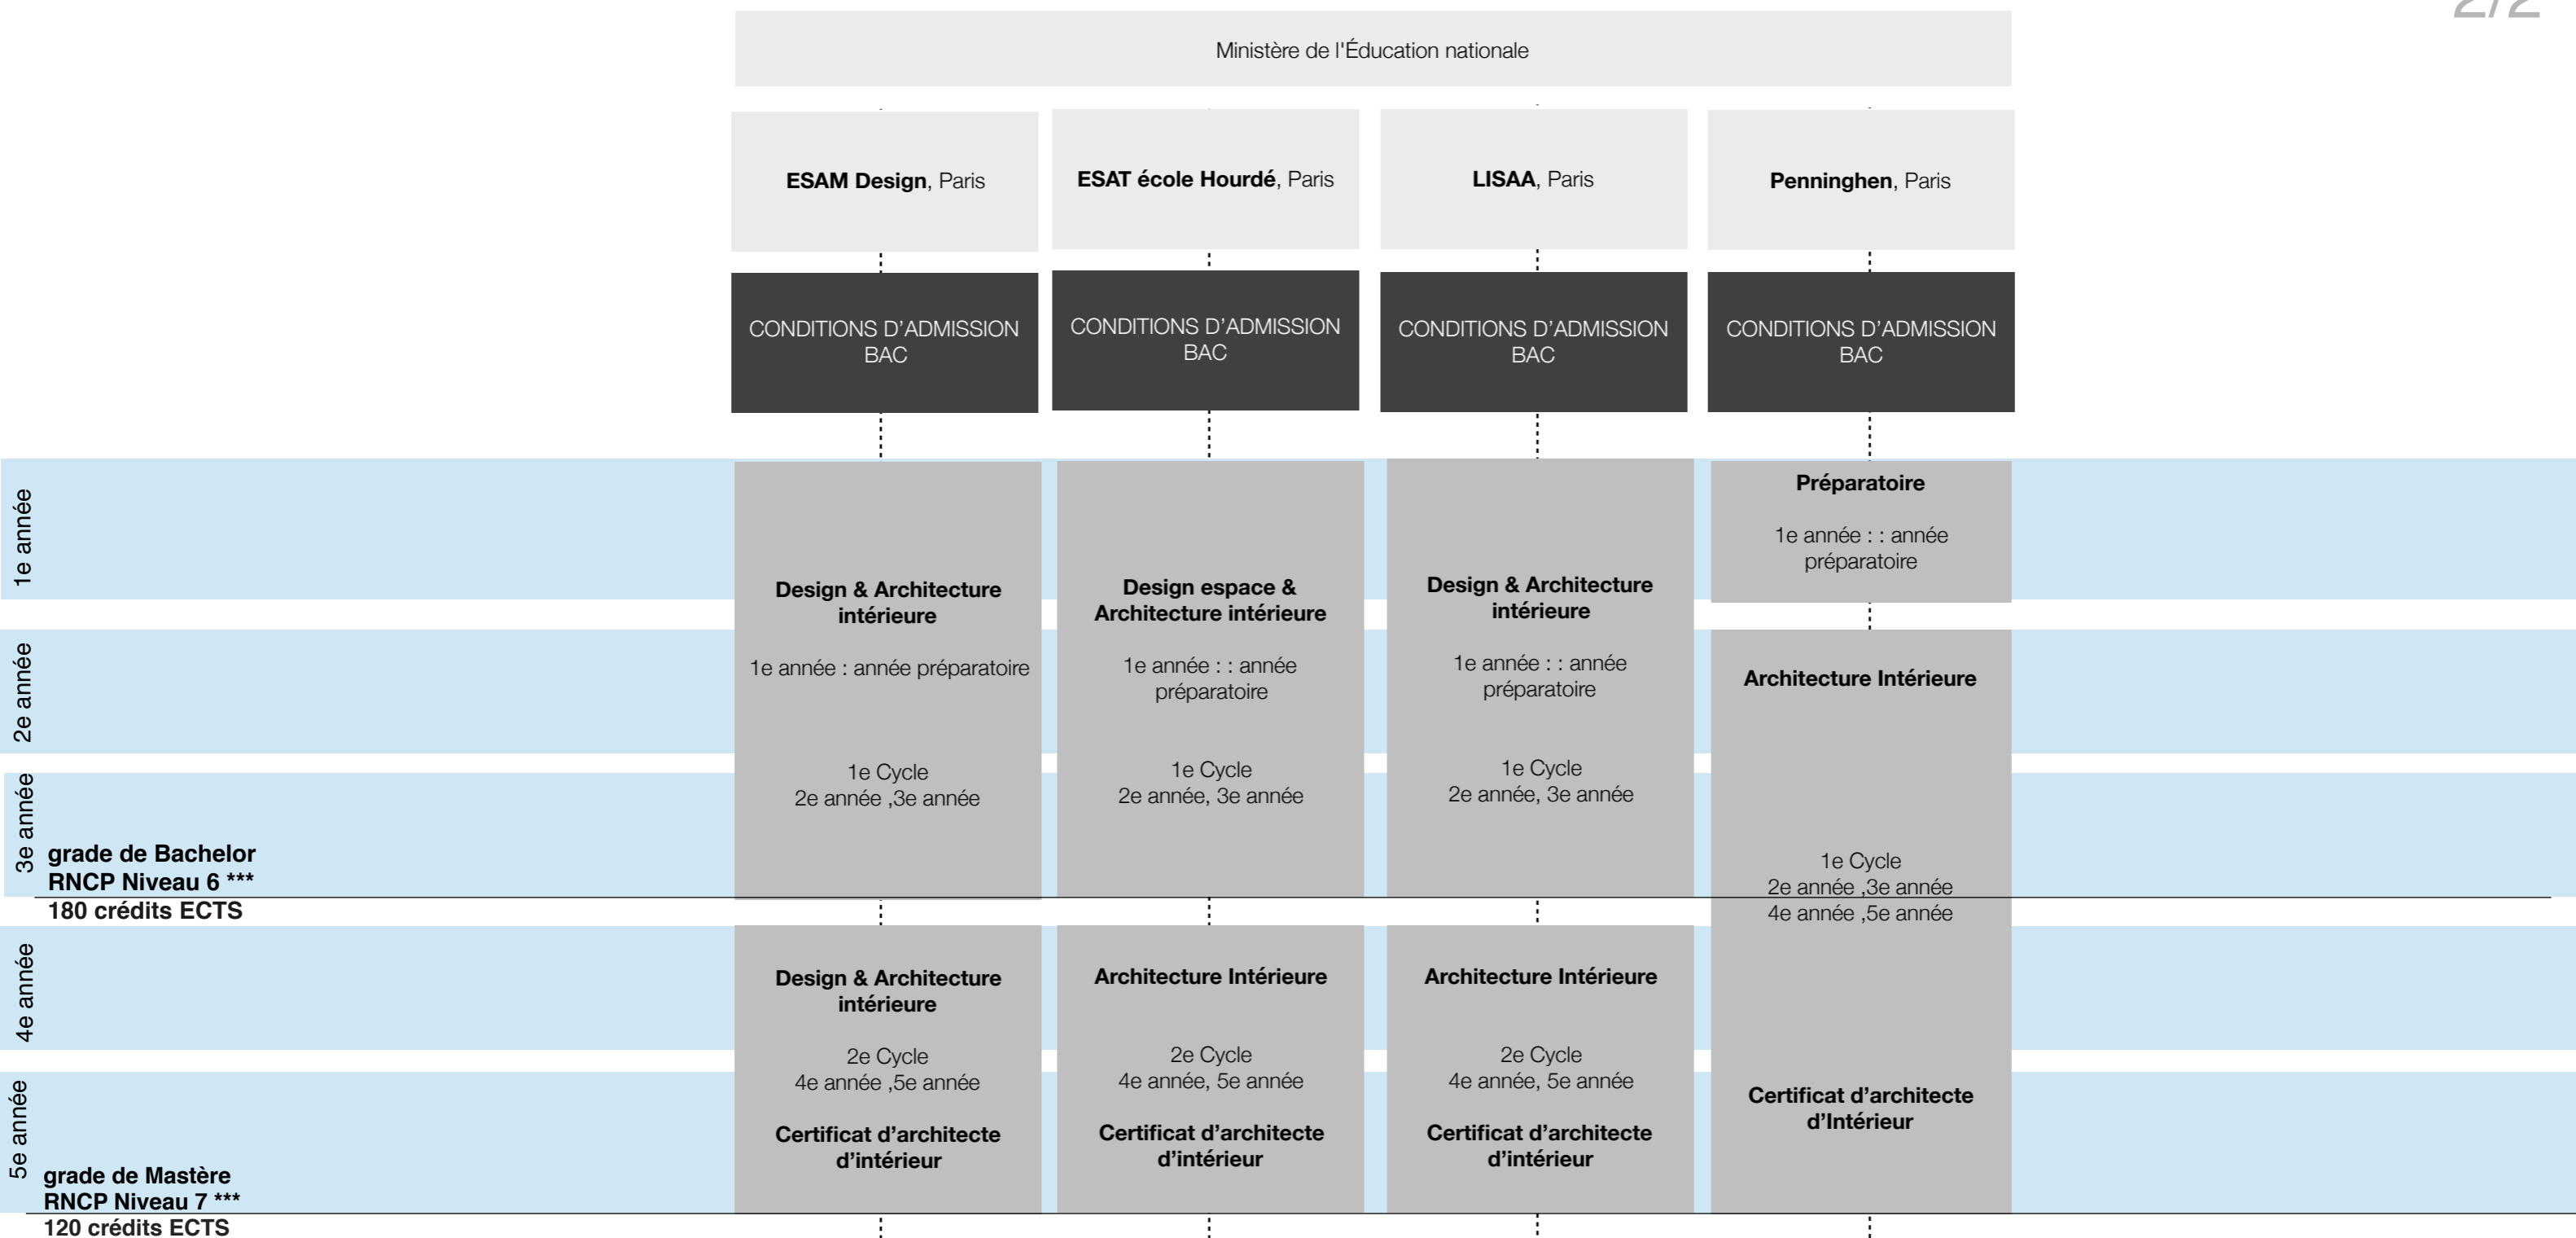 2/2
Ministère de l'Éducation nationale
ESAM Design, Paris
ESAT école Hourdé, Paris
LISAA, Paris
Penninghen, Paris
CONDITIONS D'ADMISSION
BAC
CONDITIONS D'ADMISSION
BAC
CONDITIONS D'ADMISSION
BAC
CONDITIONS D'ADMISSION
BAC
1e année
Design & Architecture
intérieure
1e année : année préparatoire
1e Cycle
2e année ,3e année
Design espace &
Architecture intérieure
1e année : : année
préparatoire
1e Cycle
2e année, 3e année
Design & Architecture
intérieure
1e année : : année
préparatoire
1e Cycle
2e année, 3e année
Préparatoire
1e année : : année
préparatoire
2e année
Architecture Intérieure
1e Cycle
2e année ,3e année
4e année ,5e année
Certificat d'architecte
d'Intérieur
3e année
grade de Bachelor
RNCP Niveau 6 ***
180 crédits ECTS
4e année
Design & Architecture
intérieure
2e Cycle
4e année ,5e année
Certificat d'architecte
d'intérieur
Architecture Intérieure
2e Cycle
4e année, 5e année
Certificat d'architecte
d'intérieur
Architecture Intérieure
2e Cycle
4e année, 5e année
Certificat d'architecte
d'intérieur
5e année
grade de Mastère
RNCP Niveau 7 ***
120 crédits ECTS